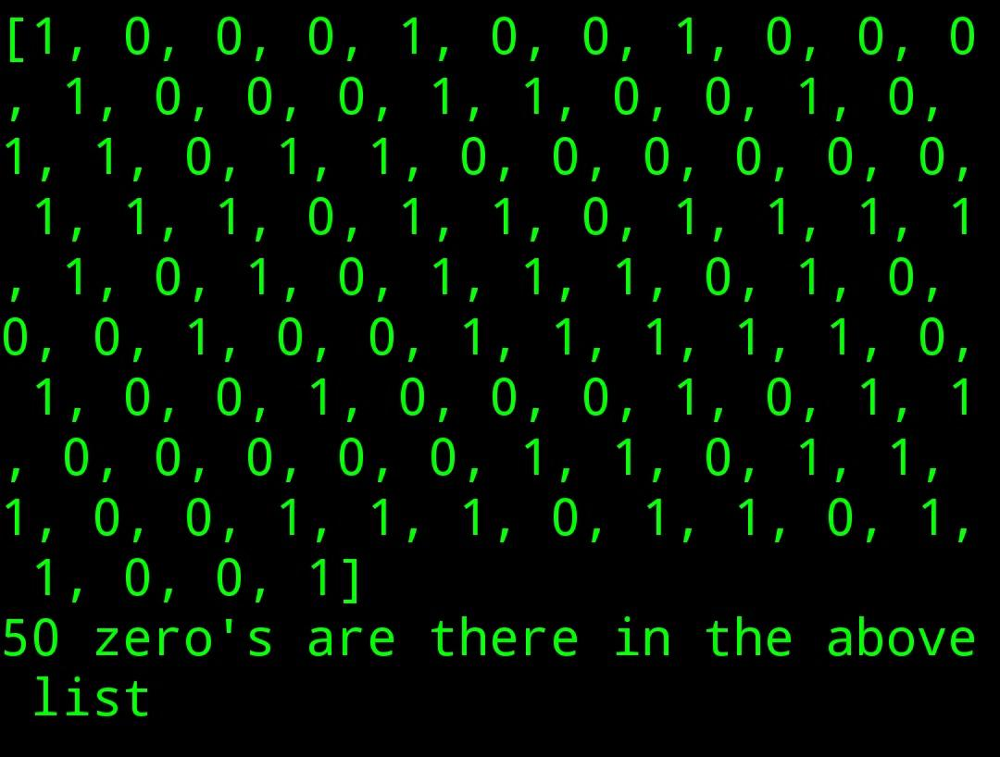 [1, 0, 0, 0, 1, 0, 0, 1, 0, 0, 0
, 1, 0, 0, 0, 1, 1, 0, 0, 1, 0,
1, 1, 0, 1, 1, 0, 0, 0, 0, 0, 0,
1, 1, 1, 0, 1, 1, 0, 1, 1, 1, 1
, 1, 0, 1, 0, 1, 1, 1, 0, 1, 0,
0, 0, 1, 0, 0, 1, 1, 1, 1, 1, 0,
1, 0, 0, 1, 0, 0, 0, 1, 0, 1, 1
, 0, 0, 0, 0, 0, 1, 1, 0, 1, 1,
1, 0, 0, 1, 1, 1, 0, 1, 1, 0, 1,
1, 0, 0, 1]
50 zero's are there in the above
list